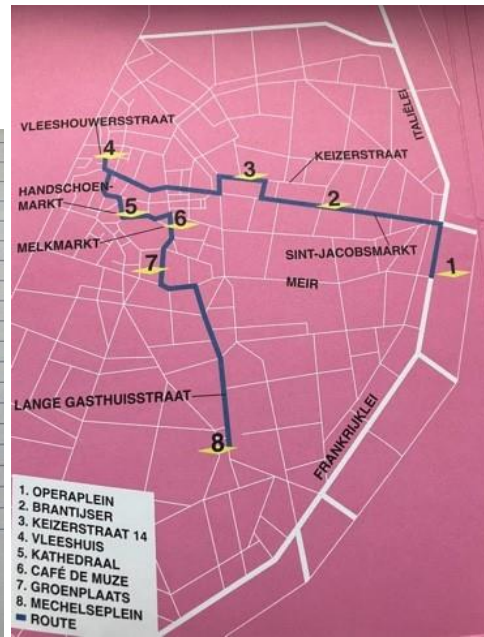 ITALIËLEI
VLEESHOUWERSSTRAAT
4
3
KEIZERSTRAAT
HANDSCHOEN-
MARKT
5
2
6
MELKMARKT
SINT-JACOBSMARKT
7
1
MEIR
LANGE GASTHUISSTRAAT
8
FRANKRIJKLEI
1. OPERAPLEIN
2. BRANTIJSER
3. KEIZERSTRAAT 14
4. VLEESHUIS
5. KATHEDRAAL
6. CAFÉ DE MUZE
7. GROENPLAATS
8. MECHELSEPLEIN
ROUTE